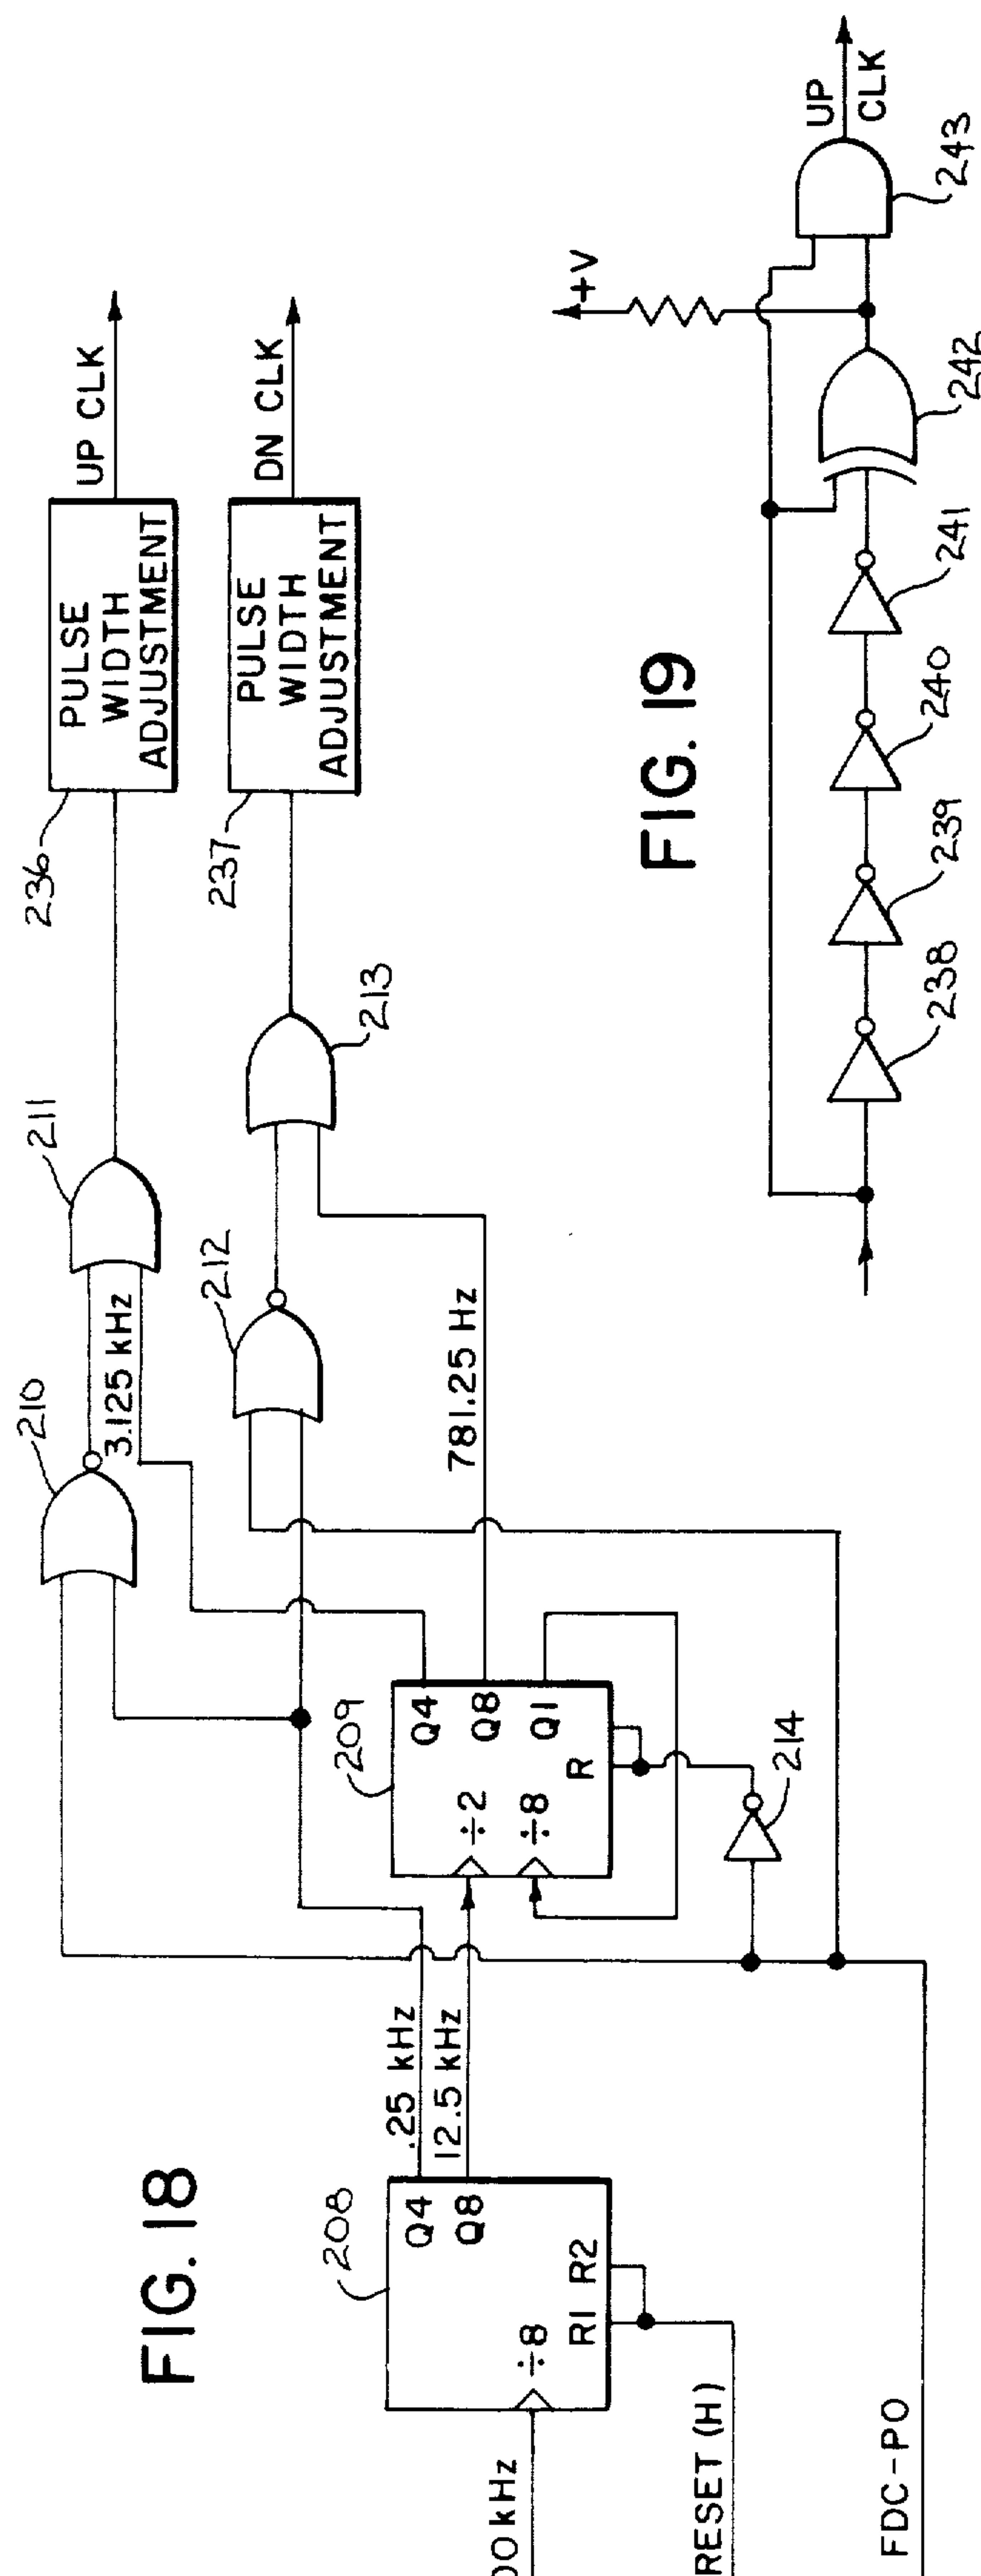 FIG. 18
00kHz
RESET (H)
FDC-PO
208
÷8
Q4
Q8
R1 R2
.25 kHz
12.5 kHz
209
÷2
÷8
Q4
Q8
Q1
R
214
210
3.125 kHz
211
212
781.25 Hz
213
236
PULSE
WIDTH
ADJUSTMENT
UP CLK
237
PULSE
WIDTH
ADJUSTMENT
DN CLK
FIG. 19
238
239
240
241
242
+V
243
UP
CLK